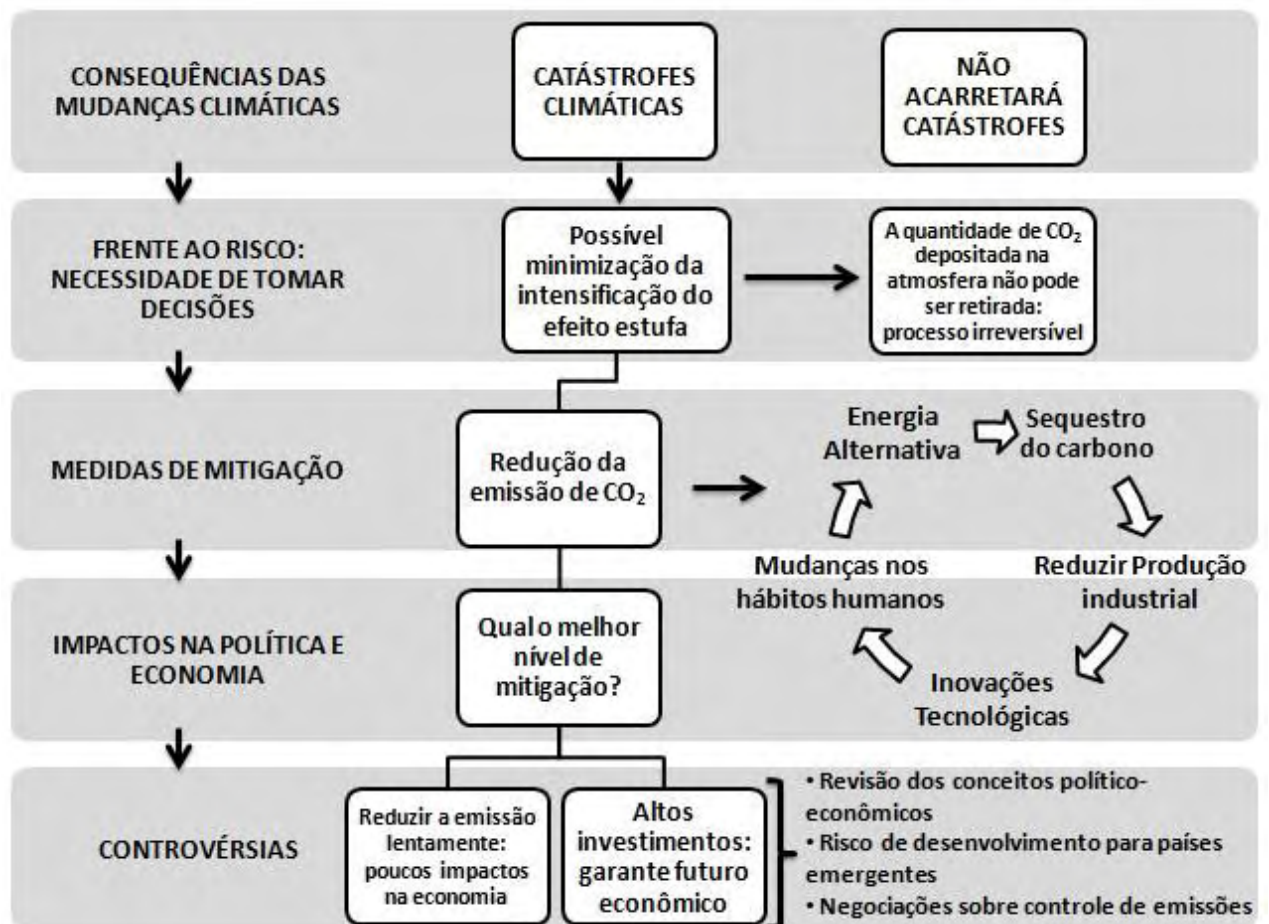 CONSEQUÊNCIAS DAS
MUDANÇAS CLIMÁTICAS
CATÁSTROFES
CLIMÁTICAS
NÃO
ACARRETARÁ
CATÁSTROFES
FRENTE AO RISCO:
NECESSIDADE DE TOMAR
DECISÕES
Possível
minimização da
intensificação do
efeito estufa
A quantidade de CO₂
depositada na
atmosfera não pode
ser retirada:
processo irreversível
MEDIDAS DE MITIGAÇÃO
Redução da
emissão de CO₂
Energia
Alternativa
Sequestro
do carbono
Reduzir Produção
industrial
Inovações
Tecnológicas
Mudanças nos
hábitos humanos
IMPACTOS NA POLÍTICA E
ECONOMIA
Qual o melhor
nível de
mitigação?
CONTROVÉRSIAS
Reduzir a emissão
lentamente:
poucos impactos
na economia
Altos
investimentos:
garante futuro
econômico
• Revisão dos conceitos político-
econômicos
• Risco de desenvolvimento para países
emergentes
• Negociações sobre controle de emissões